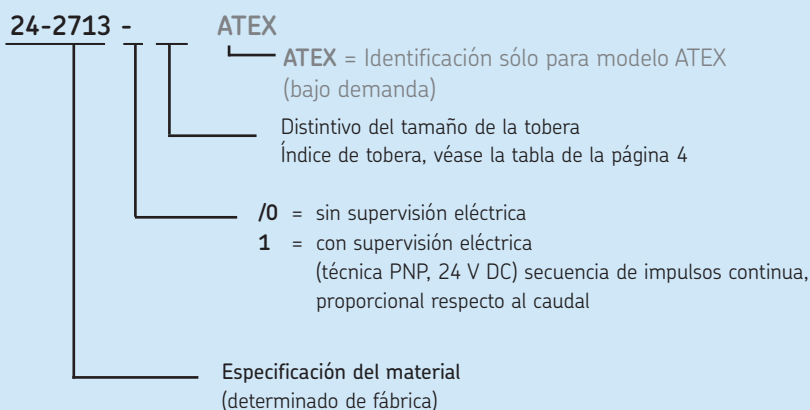 24-2713 - ATEX
ATEX = Identificación sólo para modelo ATEX
(bajo demanda)
Distintivo del tamaño de la tobera
Índice de tobera, véase la tabla de la página 4
/0 = sin supervisión eléctrica
1 = con supervisión eléctrica
(técnica PNP, 24 V DC) secuencia de impulsos continua,
proporcional respecto al caudal
Especificación del material
(determinado de fábrica)